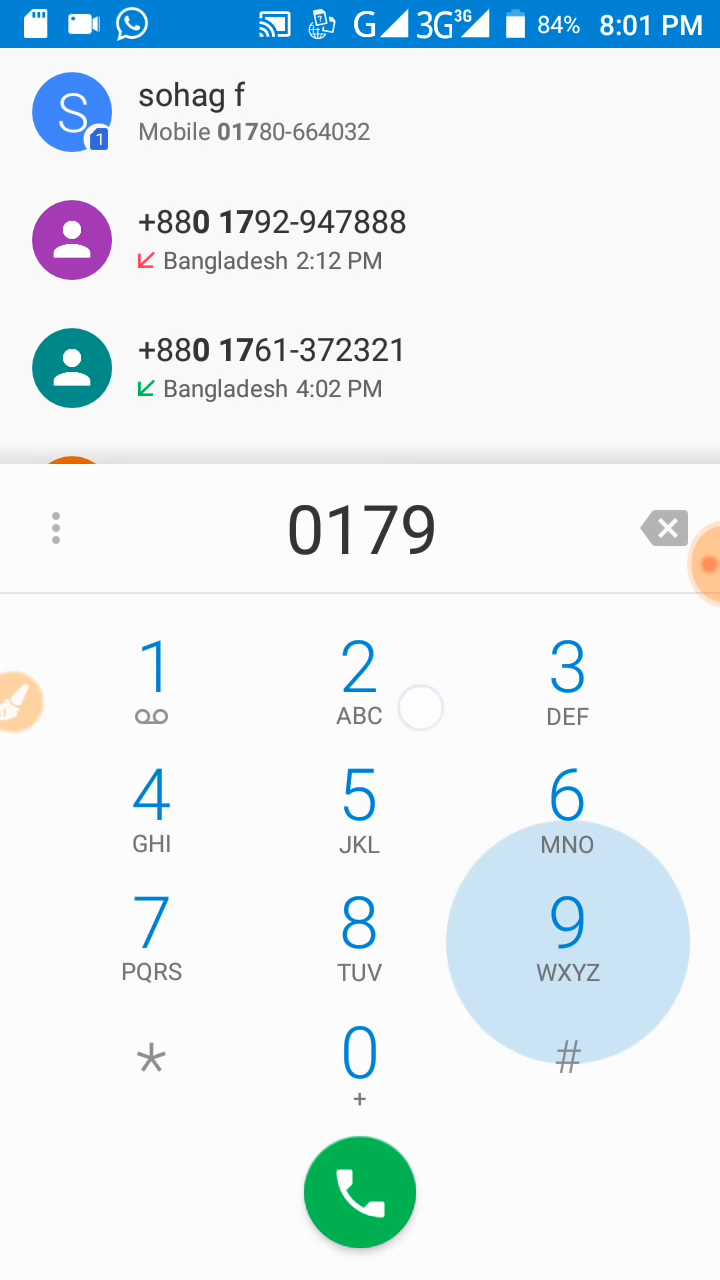 G 3G 3G 84% 8:01 PM
S
1
sohag f
Mobile 01780-664032
+880 1792-947888
Bangladesh 2:12 PM
+880 1761-372321
Bangladesh 4:02 PM
0179
1 2 3
ABC DEF
4 5 6
GHI JKL MNO
7 8 9
PQRS TUV WXYZ
* 0 #
+